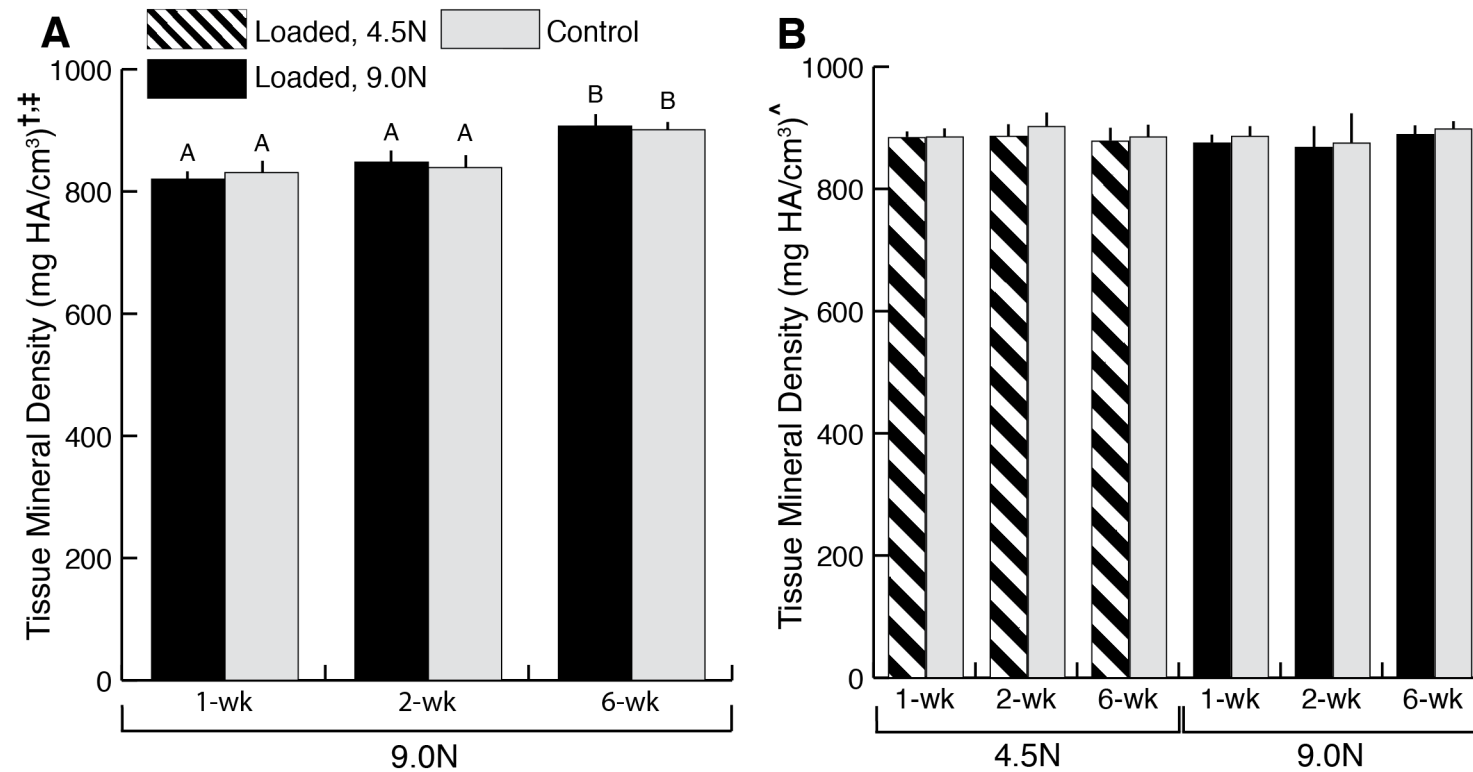 A
Loaded, 4.5N
Control
Loaded, 9.0N
Tissue Mineral Density (mg HA/cm³)†,‡
1000
800
600
400
200
0
A
A
A
A
B
B
1-wk
2-wk
6-wk
9.0N
B
Tissue Mineral Density (mg HA/cm³)^
1000
800
600
400
200
0
1-wk
2-wk
6-wk
1-wk
2-wk
6-wk
4.5N
9.0N